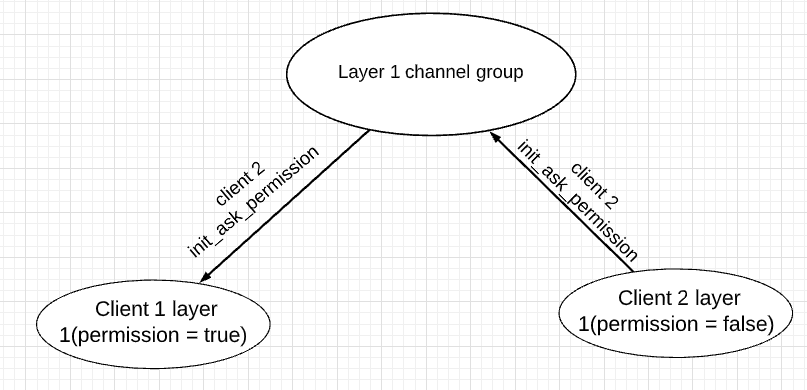 Layer 1 channel group
client 2
init_ask_permission
client 2
init_ask_permission
Client 1 layer
1(permission = true)
Client 2 layer
1(permission = false)